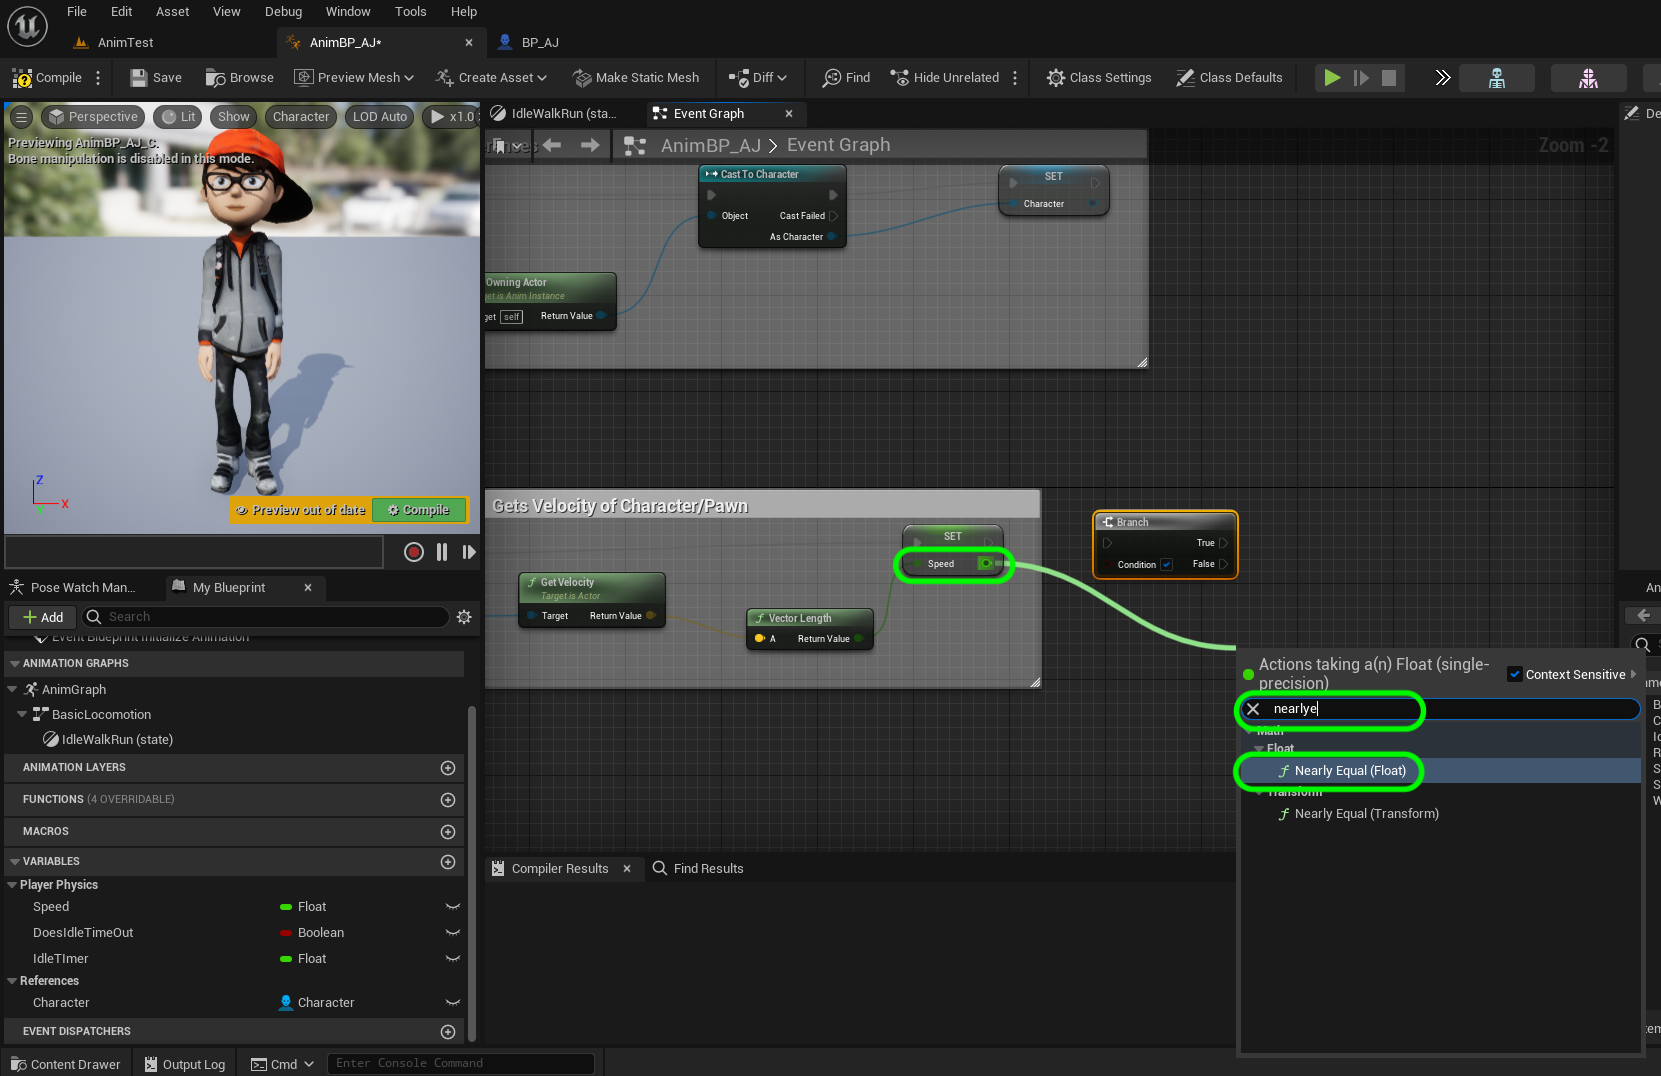 File Edit Asset View Debug Window Tools Help
AnimTest AnimBP_AJ* BP_AJ
Compile Save Browse Preview Mesh Create Asset Make Static Mesh Diff Find Hide Unrelated Class Settings Class Defaults
Perspective Lit Show Character LOD Auto x1.0
Previewing AnimBP_AJ_C.
Bone manipulation is disabled in this mode.
IdleWalkRun (sta... Event Graph
AnimBP_AJ > Event Graph
Zoom -2
Cast To Character
Object Cast Failed
As Character
SET
Character
Owning Actor
get is Anim Instance
get self Return Value
Z
X
Y
Preview out of date Compile
Gets Velocity of Character/Pawn
Get Velocity
Target is Actor
Target Return Value
Vector Length
A Return Value
SET
Speed
Branch
True
Condition False
Actions taking a(n) Float (single-
precision)
Context Sensitive
nearlye
Math
Float
Nearly Equal (Float)
Transform
Nearly Equal (Transform)
Pose Watch Man... My Blueprint
Add Search
Event Blueprint Initialize Animation
ANIMATION GRAPHS
AnimGraph
BasicLocomotion
IdleWalkRun (state)
ANIMATION LAYERS
FUNCTIONS (4 OVERRIDABLE)
MACROS
VARIABLES
Player Physics
Speed Float
DoesIdleTimeOut Boolean
IdleTImer Float
References
Character Character
EVENT DISPATCHERS
Compiler Results Find Results
Content Drawer Output Log Cmd Enter Console Command
De
An